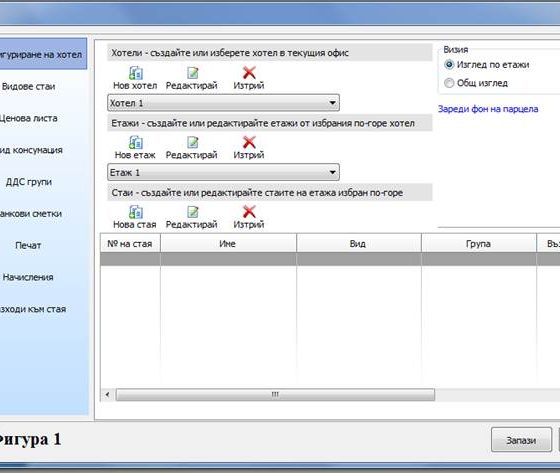 игуриране на хотел
Видове стаи
Ценова листа
ид консумация
ДДС групи
анкови сметки
Печат
Начисления
зходи към стая
Хотели - създайте или изберете хотел в текущия офис
Нов хотел Редактирай Изтрий
Хотел 1
Етажи - създайте или редактирайте етажи от избрания по-горе хотел
Нов етаж Редактирай Изтрий
Етаж 1
Стаи - създайте или редактирайте стаите на етажа избран по-горе
Нова стая Редактирай Изтрий
№ на стая Име Вид Група Въз
Визия
Изглед по етажи
Общ изглед
Зареди фон на парцела
Фигура 1
Запази